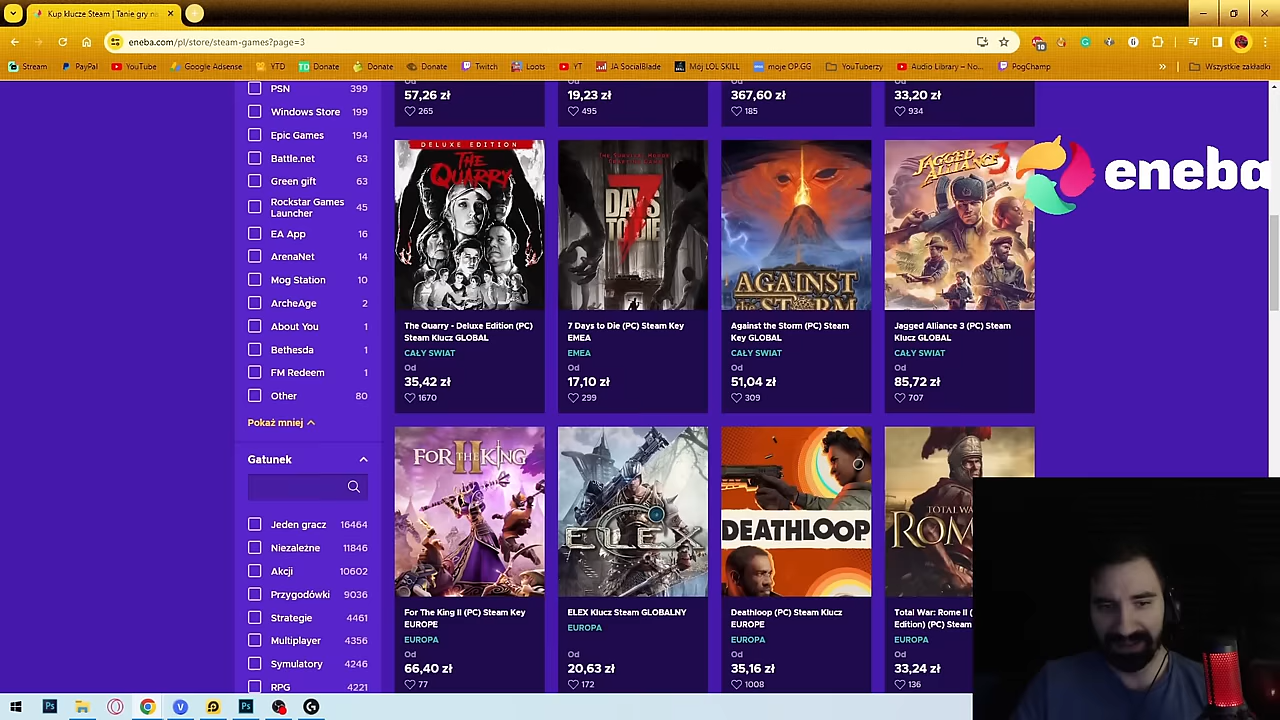 Kup klucze Steam | Tanie gry na
eneba.com/pl/store/steam-games?page=3
10
Stream
PayPal
YouTube
Google Adsense
YTD
Donate
Donate
Donate
Twitch
Loots
YT
JA SocialBlade
Mój LOL SKILL
moje OP.GG
YouTuberzy
Audio Library – No...
PogChamp
Wszystkie zakładki
PSN 399
Windows Store 199
Epic Games 194
Battle.net 63
Green gift 63
Rockstar Games
Launcher 45
EA App 16
ArenaNet 14
Mog Station 10
ArcheAge 2
About You 1
Bethesda 1
FM Redeem 1
Other 80
Pokaż mniej
Gatunek
Jeden gracz 16464
Niezależne 11846
Akcji 10602
Przygodówki 9036
Strategie 4461
Multiplayer 4356
Symulatory 4246
RPG 4221
57,26 zł
265
19,23 zł
495
367,60 zł
185
33,20 zł
934
DELUXE EDITION
THE
QUARRY
The Quarry - Deluxe Edition (PC)
Steam Klucz GLOBAL
CAŁY ŚWIAT
Od
35,42 zł
1670
7
DAYS
TO DIE
7 Days to Die (PC) Steam Key
EMEA
EMEA
Od
17,10 zł
299
AGAINST
the STORM
Against the Storm (PC) Steam
Key GLOBAL
CAŁY ŚWIAT
Od
51,04 zł
309
JAGGED
ALLIANCE 3
Jagged Alliance 3 (PC) Steam
Klucz GLOBAL
CAŁY ŚWIAT
Od
85,72 zł
707
eneba
FOR THE KING
II
For The King II (PC) Steam Key
EUROPE
EUROPA
Od
66,40 zł
77
ELEX
ELEX Klucz Steam GLOBALNY
EUROPA
Od
20,63 zł
172
DEATHLOOP
Deathloop (PC) Steam Klucz
EUROPE
EUROPA
Od
35,16 zł
1008
TOTAL WA
ROM
Total War: Rome II (
Edition) (PC) Steam
EUROPA
Od
33,24 zł
136